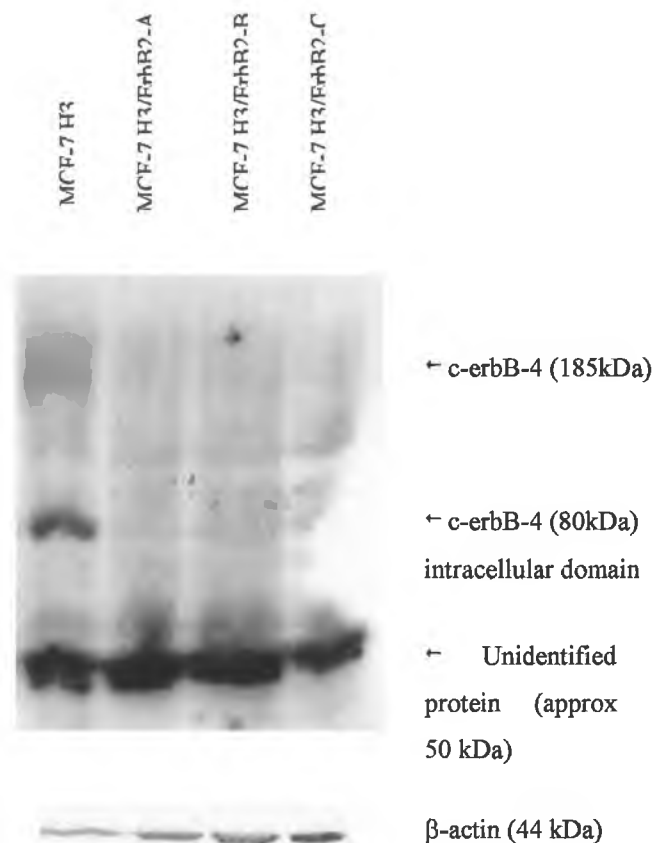 MCF-7 H3
MCF-7 H3/ErbB2-A
MCF-7 H3/ErbB2-B
MCF-7 H3/ErbB2-C
← c-erbB-4 (185kDa)
← c-erbB-4 (80kDa)
intracellular domain
← Unidentified
protein (approx
50 kDa)
β-actin (44 kDa)